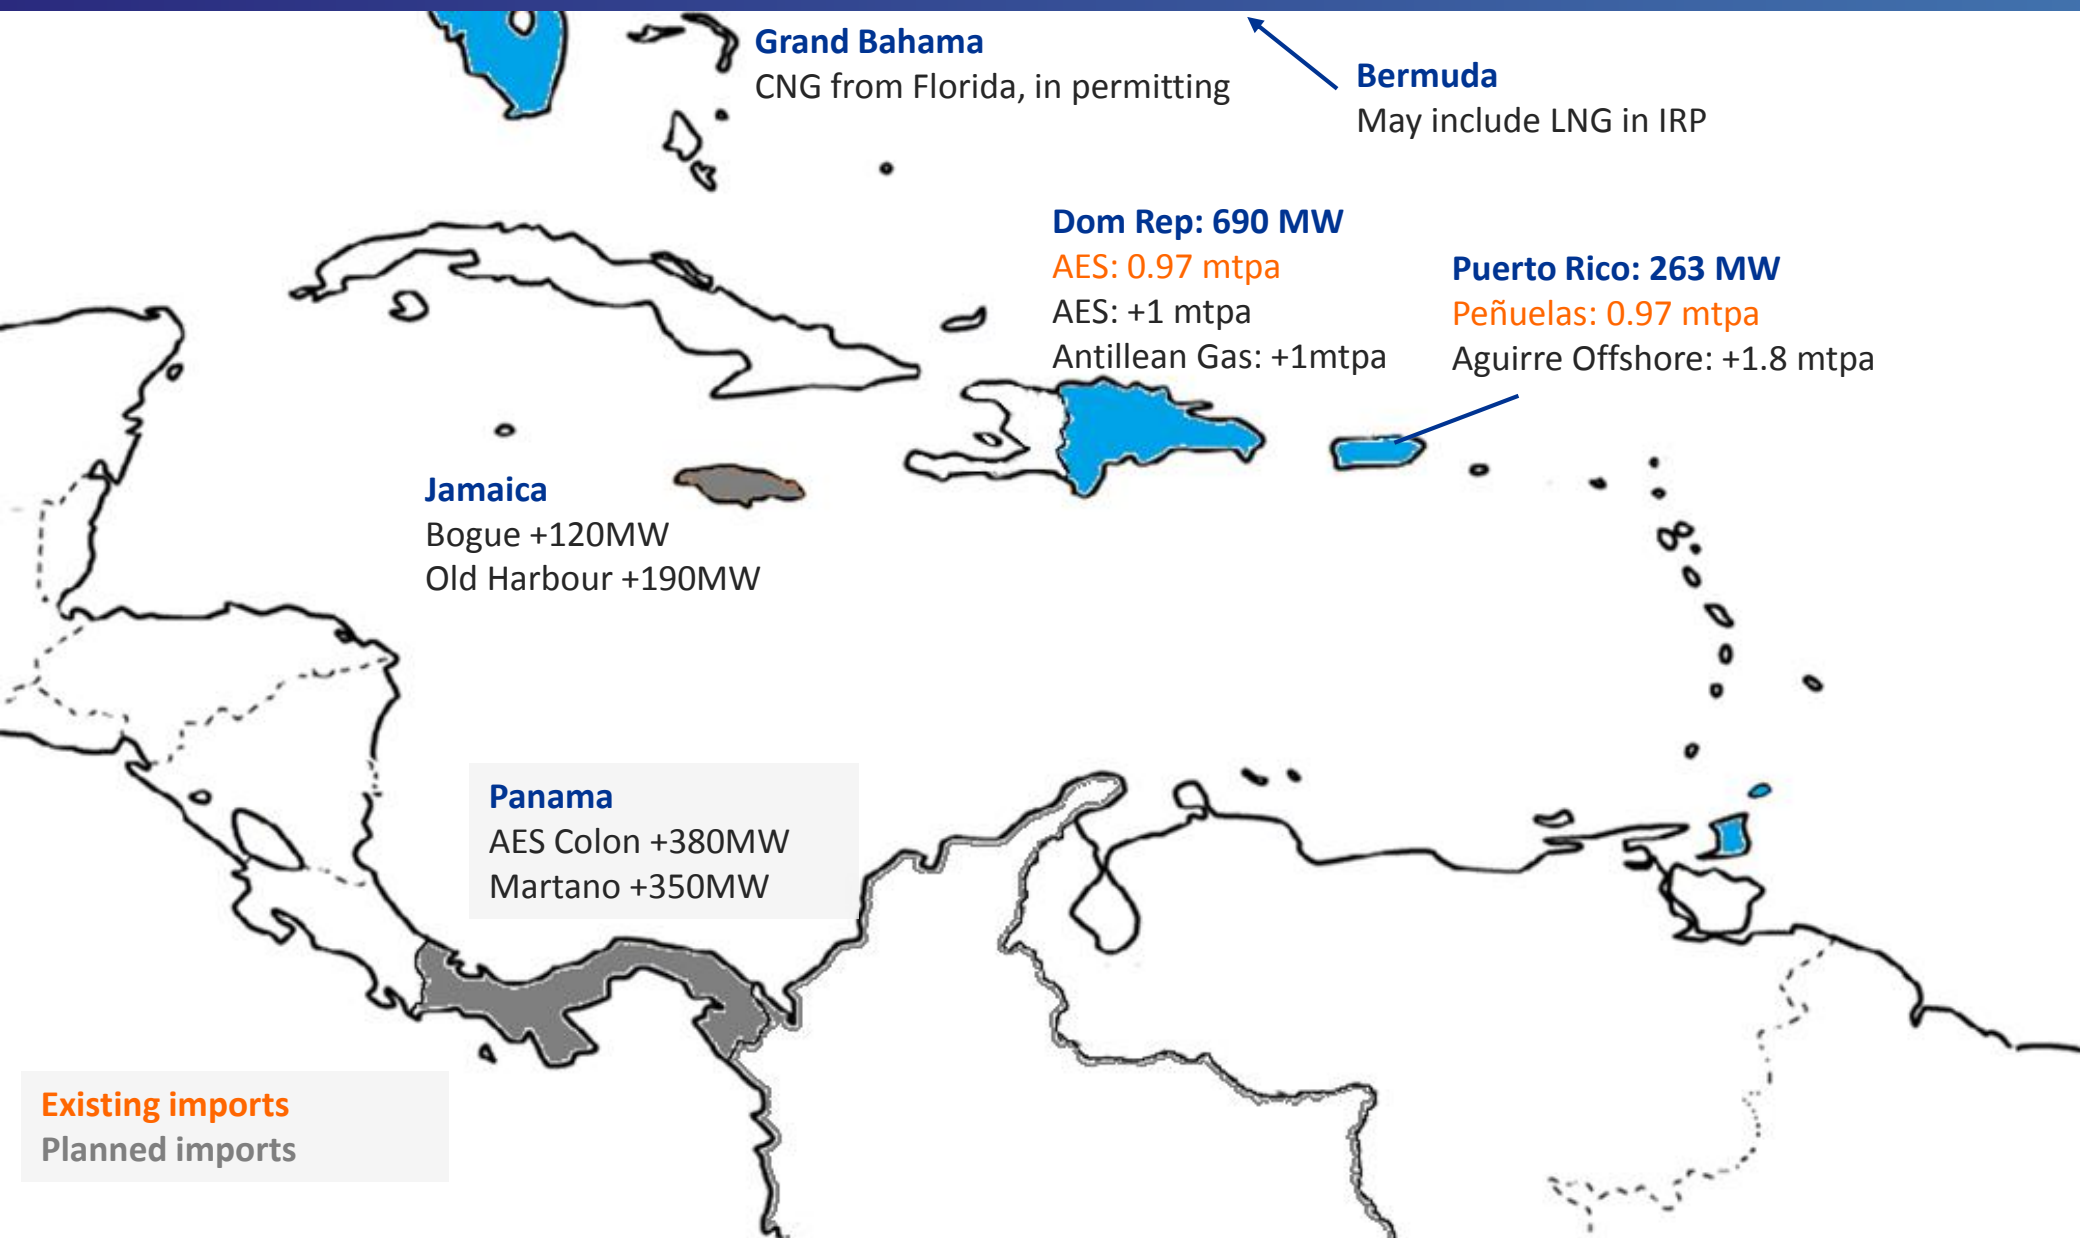 Grand Bahama
CNG from Florida, in permitting
Bermuda
May include LNG in IRP
Dom Rep: 690 MW
AES: 0.97 mtpa
AES: +1 mtpa
Antillean Gas: +1mtpa
Puerto Rico: 263 MW
Peñuelas: 0.97 mtpa
Aguirre Offshore: +1.8 mtpa
Jamaica
Bogue +120MW
Old Harbour +190MW
Panama
AES Colon +380MW
Martano +350MW
Existing imports
Planned imports